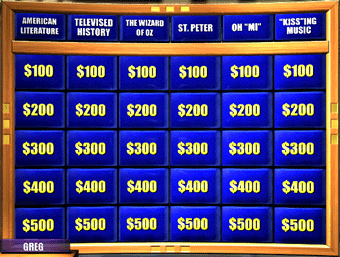 AMERICAN LITERATURE TELEVISED HISTORY THE WIZARD OF OZ ST. PETER OH "MI" "KISS"ING MUSIC
$100 $100 $100 $100 $100 $100
$200 $200 $200 $200 $200 $200
$300 $300 $300 $300 $300 $300
$400 $400 $400 $400 $400 $400
$500 $500 $500 $500 $500 $500
GREG